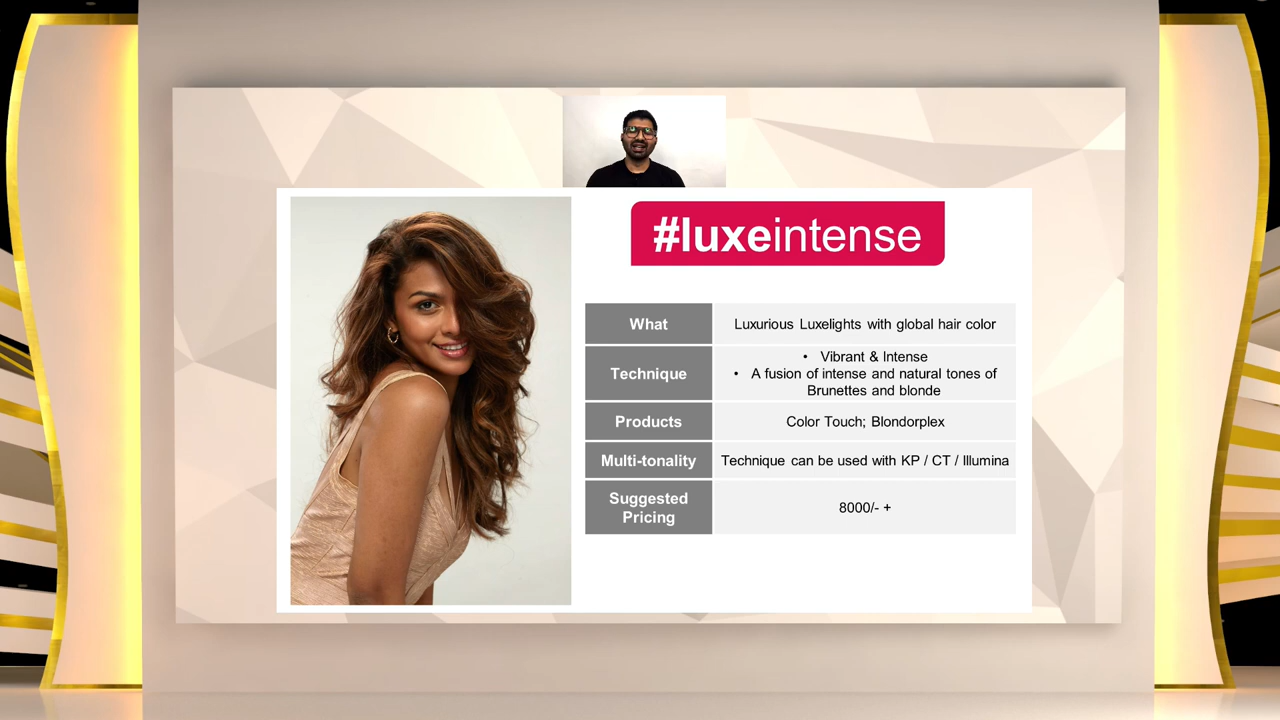 #luxeintense
What
Luxurious Luxelights with global hair color
Technique
• Vibrant & Intense
• A fusion of intense and natural tones of
Brunettes and blonde
Products
Color Touch; Blondorplex
Multi-tonality
Technique can be used with KP / CT / Illumina
Suggested
Pricing
8000/- +